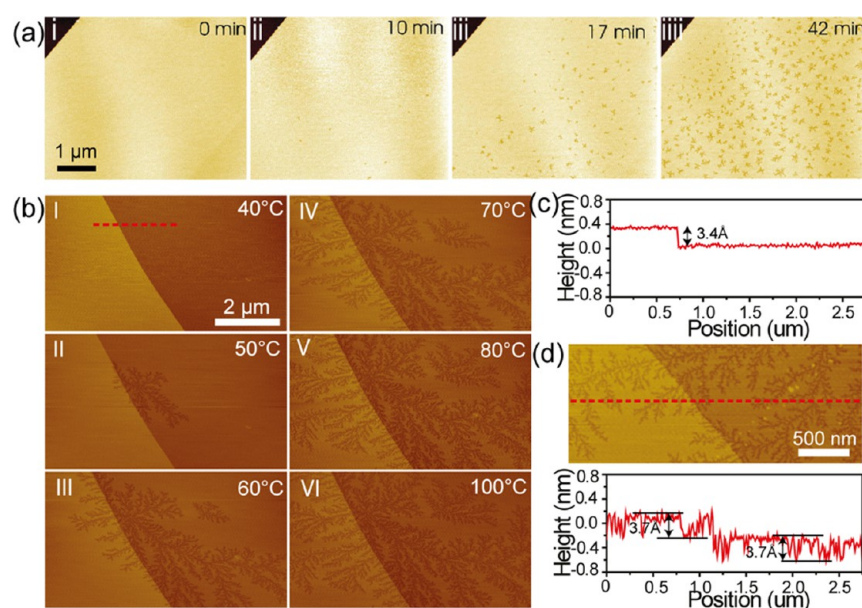 (a)
i
0 min
ii
10 min
iii
17 min
iiii
42 min
1 μm
(b)
I
40°C
2 μm
II
50°C
III
60°C
IV
70°C
V
80°C
VI
100°C
(c)
Height (nm)
0.8
0.4
0.0
-0.4
-0.8
3.4Å
0 0.5 1.0 1.5 2.0 2.5
Position (um)
(d)
500 nm
Height (nm)
0.8
0.4
0.0
-0.4
-0.8
3.7Å
3.7Å
0 0.5 1.0 1.5 2.0 2.5
Position (um)